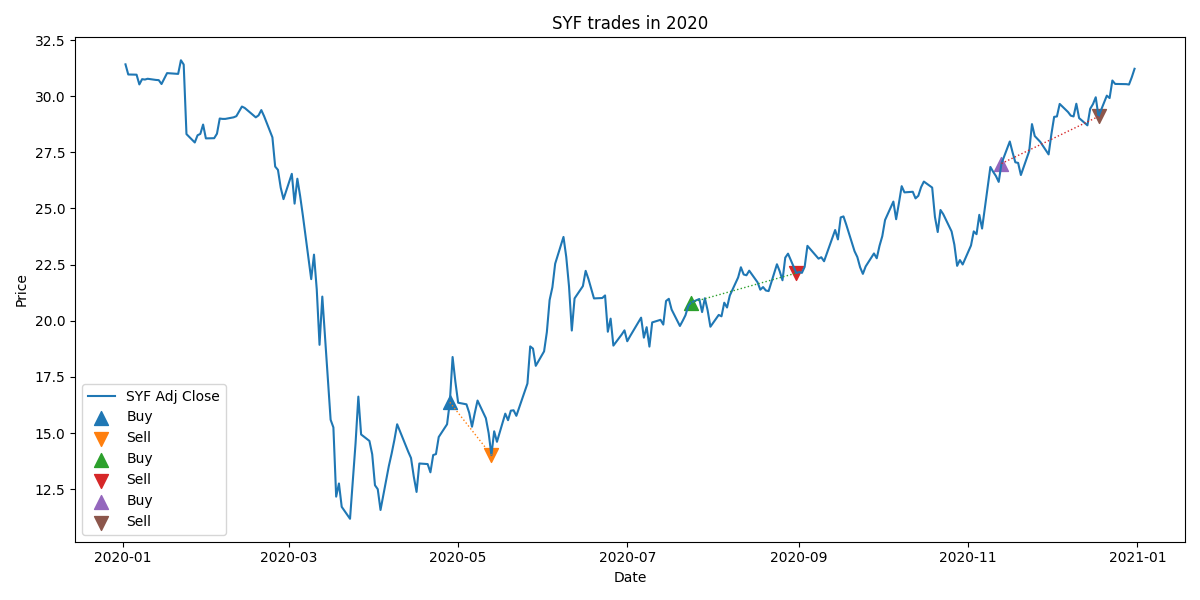 SYF trades in 2020
32.5
30.0
27.5
25.0
22.5
20.0
17.5
15.0
12.5
Price
SYF Adj Close
Buy
Sell
Buy
Sell
Buy
Sell
2020-01
2020-03
2020-05
2020-07
2020-09
2020-11
2021-01
Date